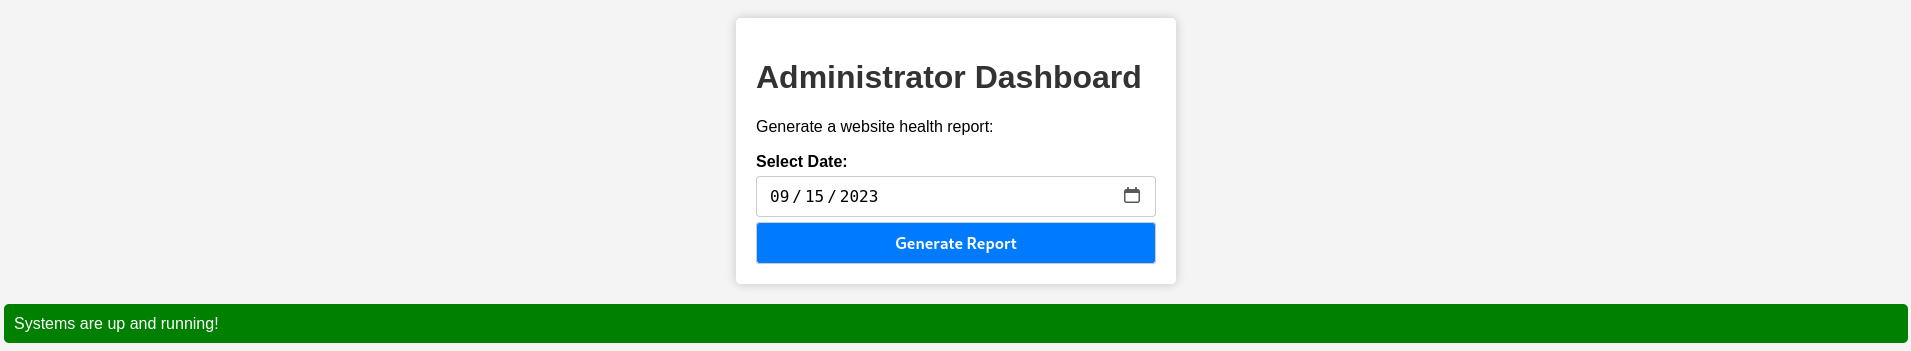 Administrator Dashboard
Generate a website health report:
Select Date:
09/15/2023
Generate Report
Systems are up and running!